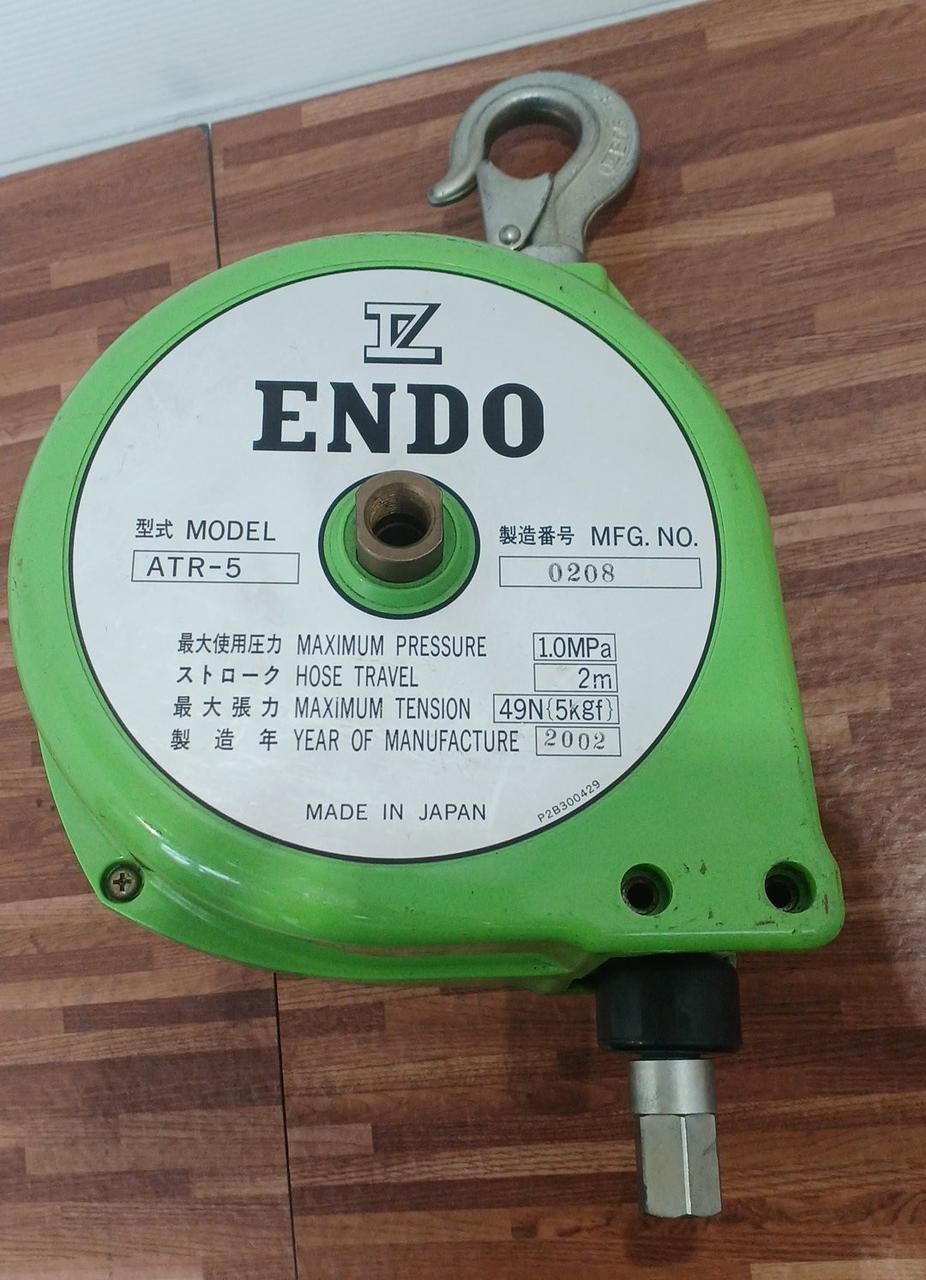 ENDO
型式 MODEL
ATR-5
製造番号 MFG. NO.
0208
最大使用圧力 MAXIMUM PRESSURE 1.0MPa
ストローク HOSE TRAVEL 2m
最大張力 MAXiMUM TENSION 49N{5kgf}
製造年 YEAR OF MANUFACTURE 2002
MADE IN JAPAN
P2B300429